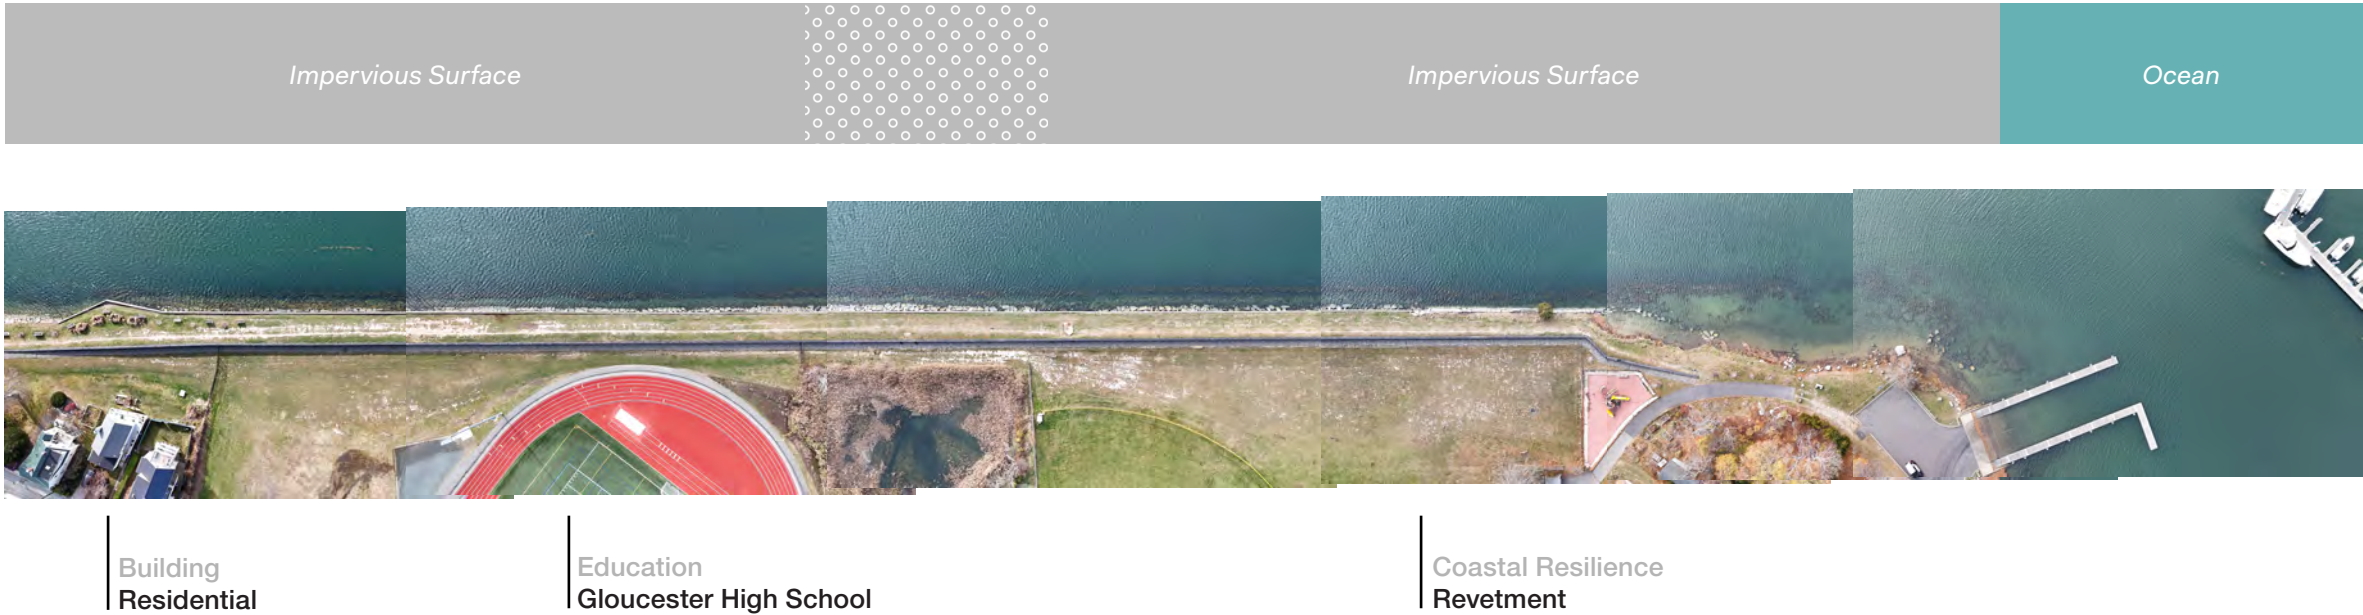 Impervious Surface
Impervious Surface
Ocean
Building
Residential
Education
Gloucester High School
Coastal Resilience
Revetment